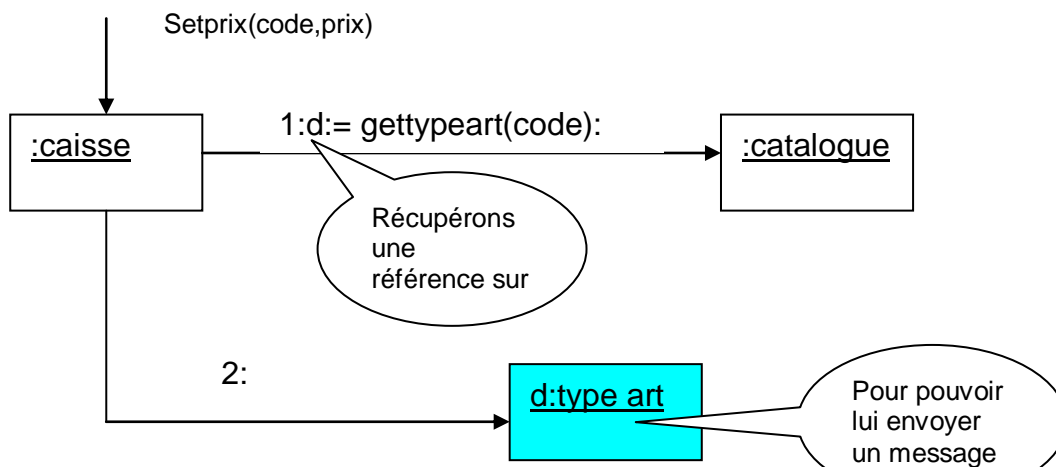 Setprix(code,prix)
:caisse
1:d:= gettypeart(code):
:catalogue
Récupérons
une
référence sur
2:
d:type art
Pour pouvoir
lui envoyer
un message